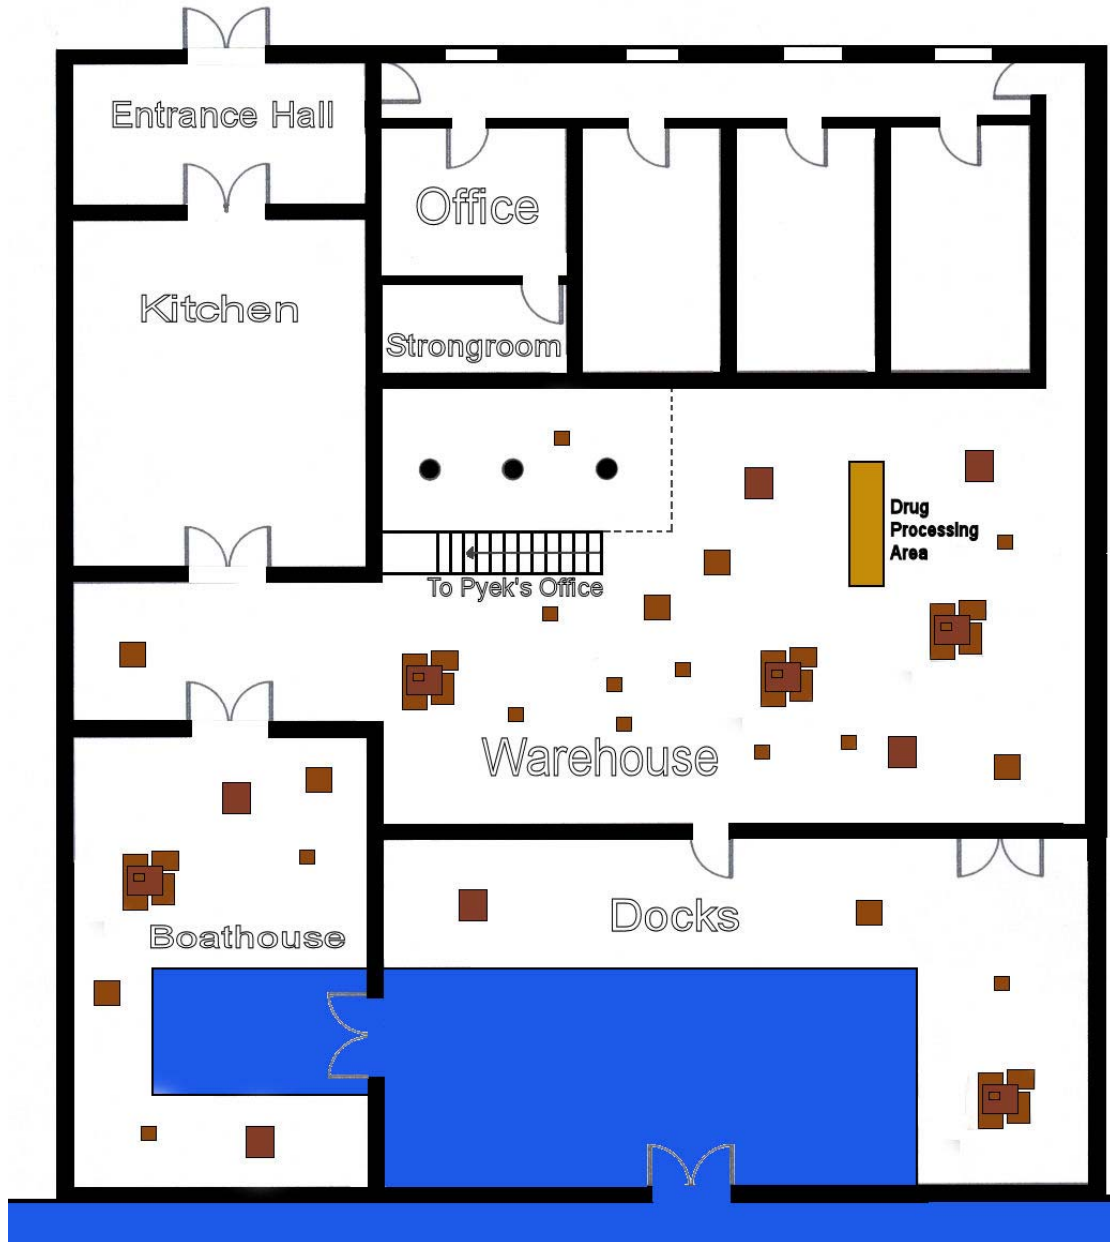 Entrance Hall
Office
Kitchen
Strongroom
Drug
Processing
Area
To Pyek's Office
Warehouse
Docks
Boathouse